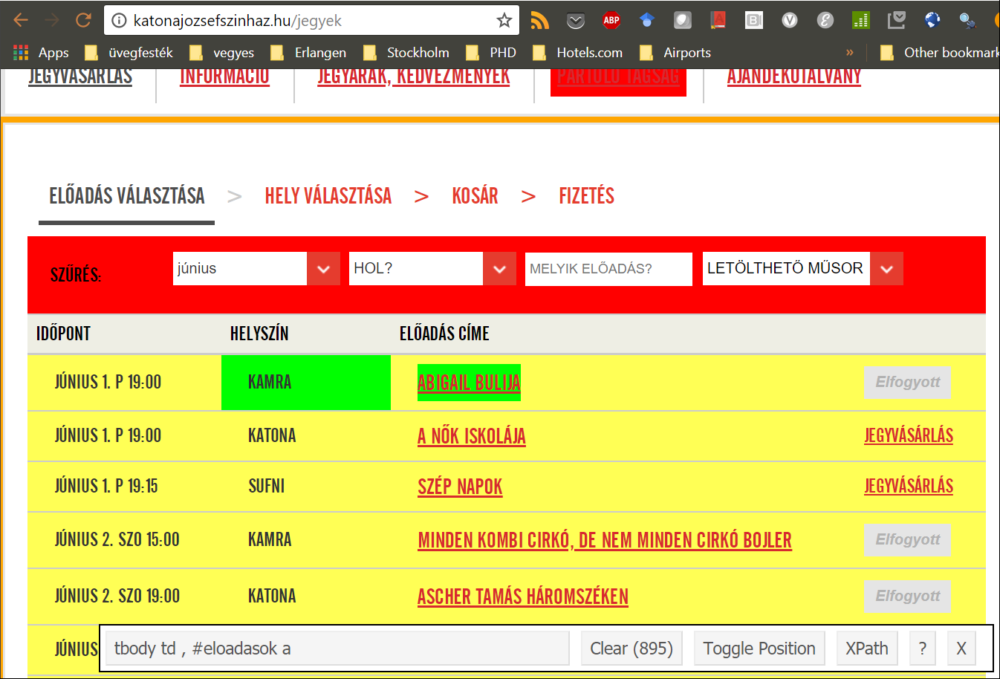 katonajozsefszinhaz.hu/jegyek
ABP
Apps üvegfesték vegyes Erlangen Stockholm PHD Hotels.com Airports » Other bookmark
JEGYVÁSÁRLÁS INFORMÁCIÓ JEGYÁRAK, KEDVEZMÉNYEK PÁRTOLÓ TAGSÁG AJÁNDÉKUTALVÁNY
ELŐADÁS VÁLASZTÁSA > HELY VÁLASZTÁSA > KOSÁR > FIZETÉS
SZŰRÉS: június HOL? MELYIK ELŐADÁS? LETÖLTHETŐ MŰSOR
IDŐPONT HELYSZÍN ELŐADÁS CÍME
JÚNIUS 1. P 19:00 KAMRA ABIGAIL BULIJA Elfogyott
JÚNIUS 1. P 19:00 KATONA A NŐK ISKOLÁJA JEGYVÁSÁRLÁS
JÚNIUS 1. P 19:15 SUFNI SZÉP NAPOK JEGYVÁSÁRLÁS
JÚNIUS 2. SZO 15:00 KAMRA MINDEN KOMBI CIRKÓ, DE NEM MINDEN CIRKÓ BOJLER Elfogyott
JÚNIUS 2. SZO 19:00 KATONA ASCHER TAMÁS HÁROMSZÉKEN Elfogyott
JÚNIUS
tbody td , #eloadasok a Clear (895) Toggle Position XPath ? X